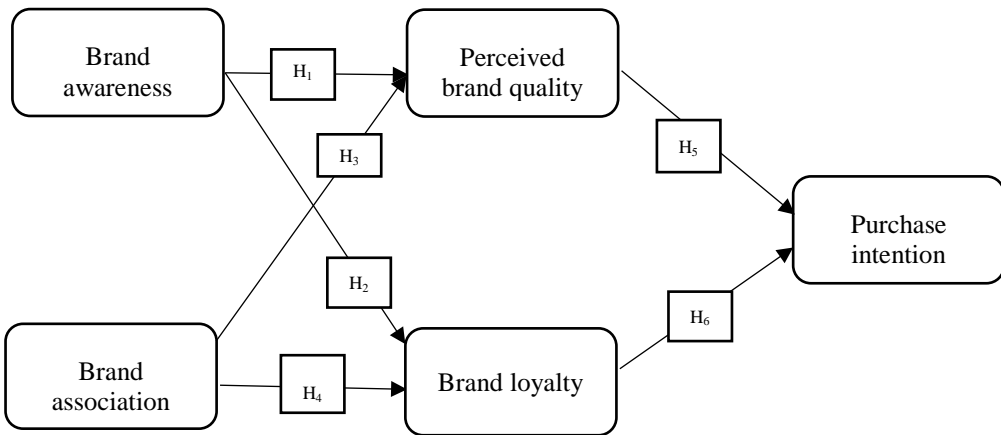 Brand
awareness
H₁
Perceived
brand quality
H₃
H₅
Purchase
intention
H₂
H₆
Brand
association
H₄
Brand loyalty